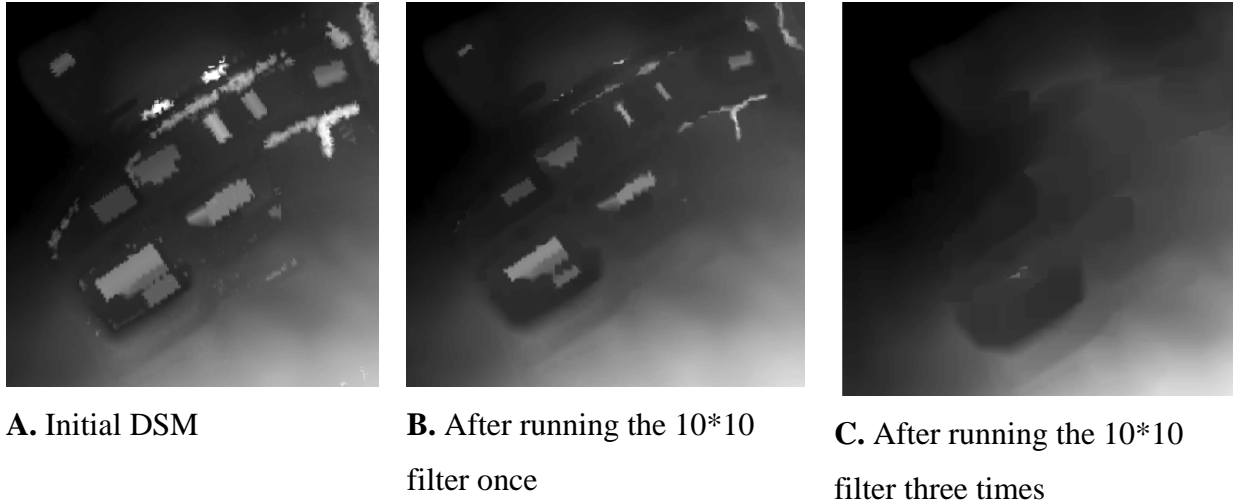 A. Initial DSM
B. After running the 10*10
filter once
C. After running the 10*10
filter three times